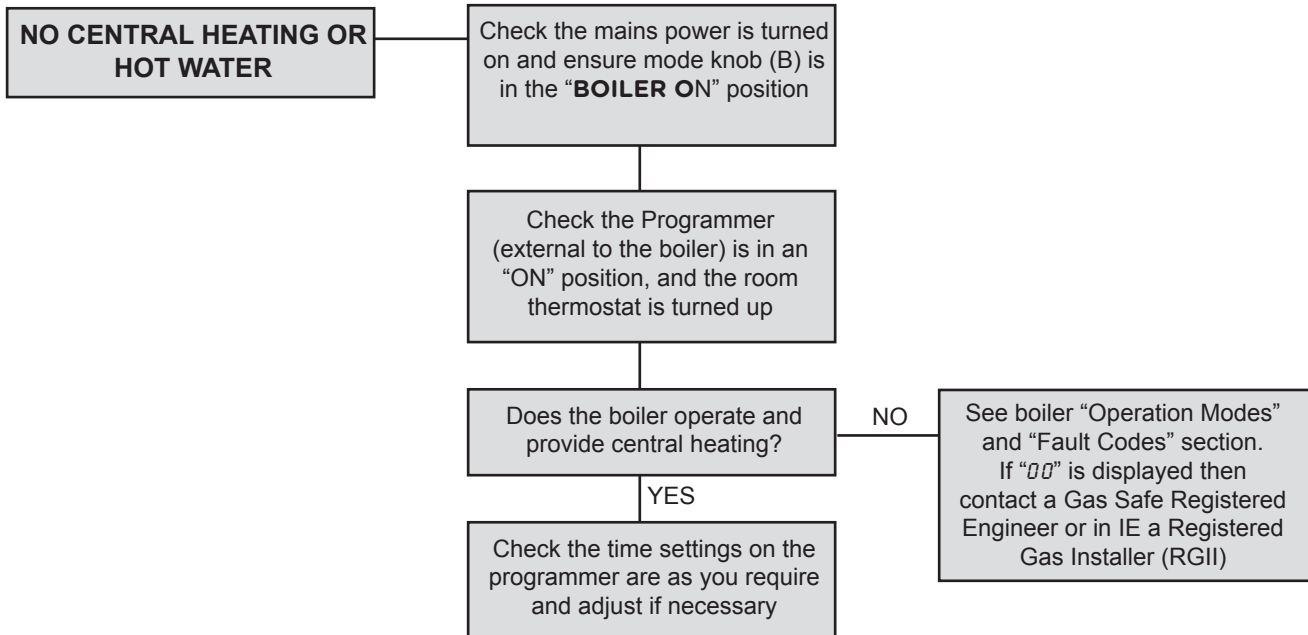 NO CENTRAL HEATING OR
HOT WATER
Check the mains power is turned
on and ensure mode knob (B) is
in the “BOILER ON” position
Check the Programmer
(external to the boiler) is in an
“ON” position, and the room
thermostat is turned up
Does the boiler operate and
provide central heating?
NO
See boiler “Operation Modes”
and “Fault Codes” section.
If “00” is displayed then
contact a Gas Safe Registered
Engineer or in IE a Registered
Gas Installer (RGII)
YES
Check the time settings on the
programmer are as you require
and adjust if necessary